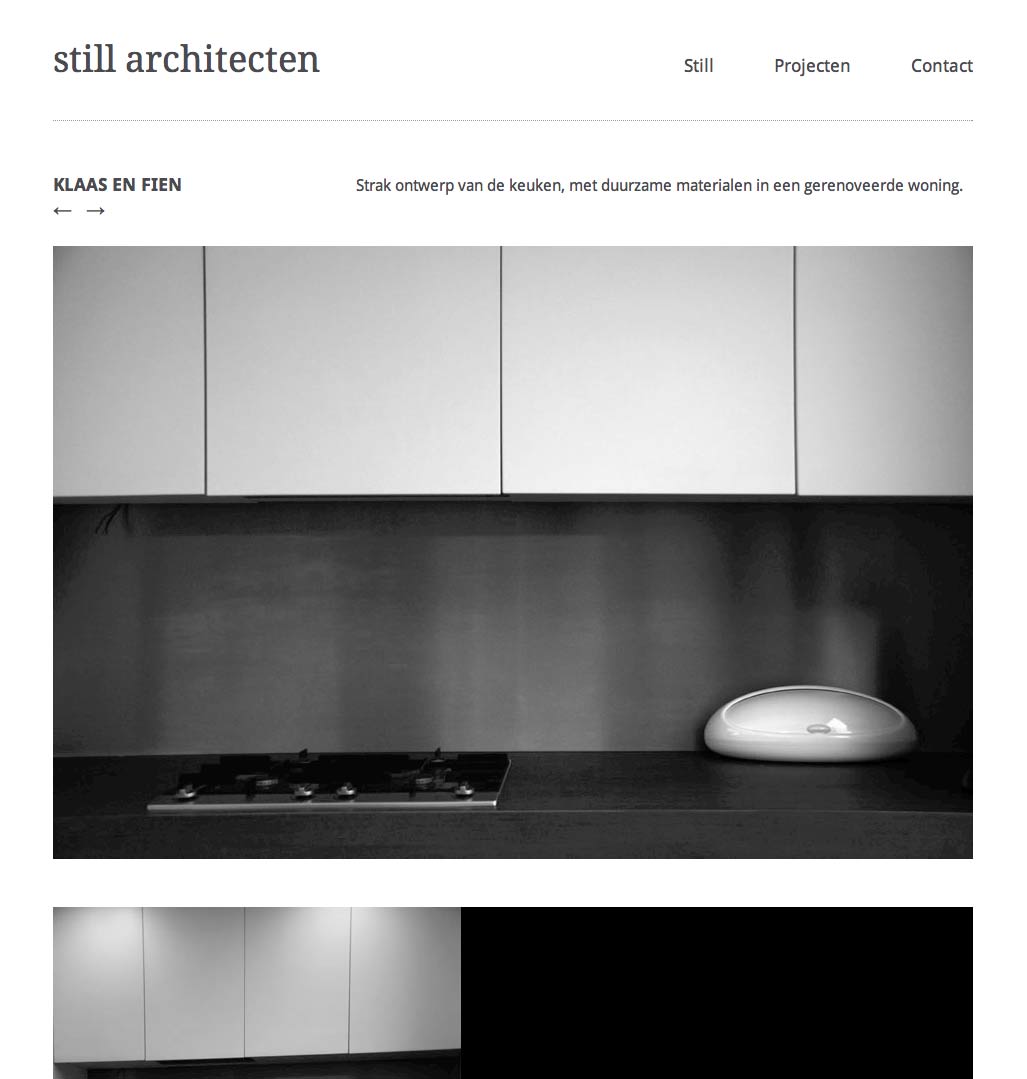 still architecten
Still Projecten Contact
KLAAS EN FIEN
Strak ontwerp van de keuken, met duurzame materialen in een gerenoveerde woning.
← →